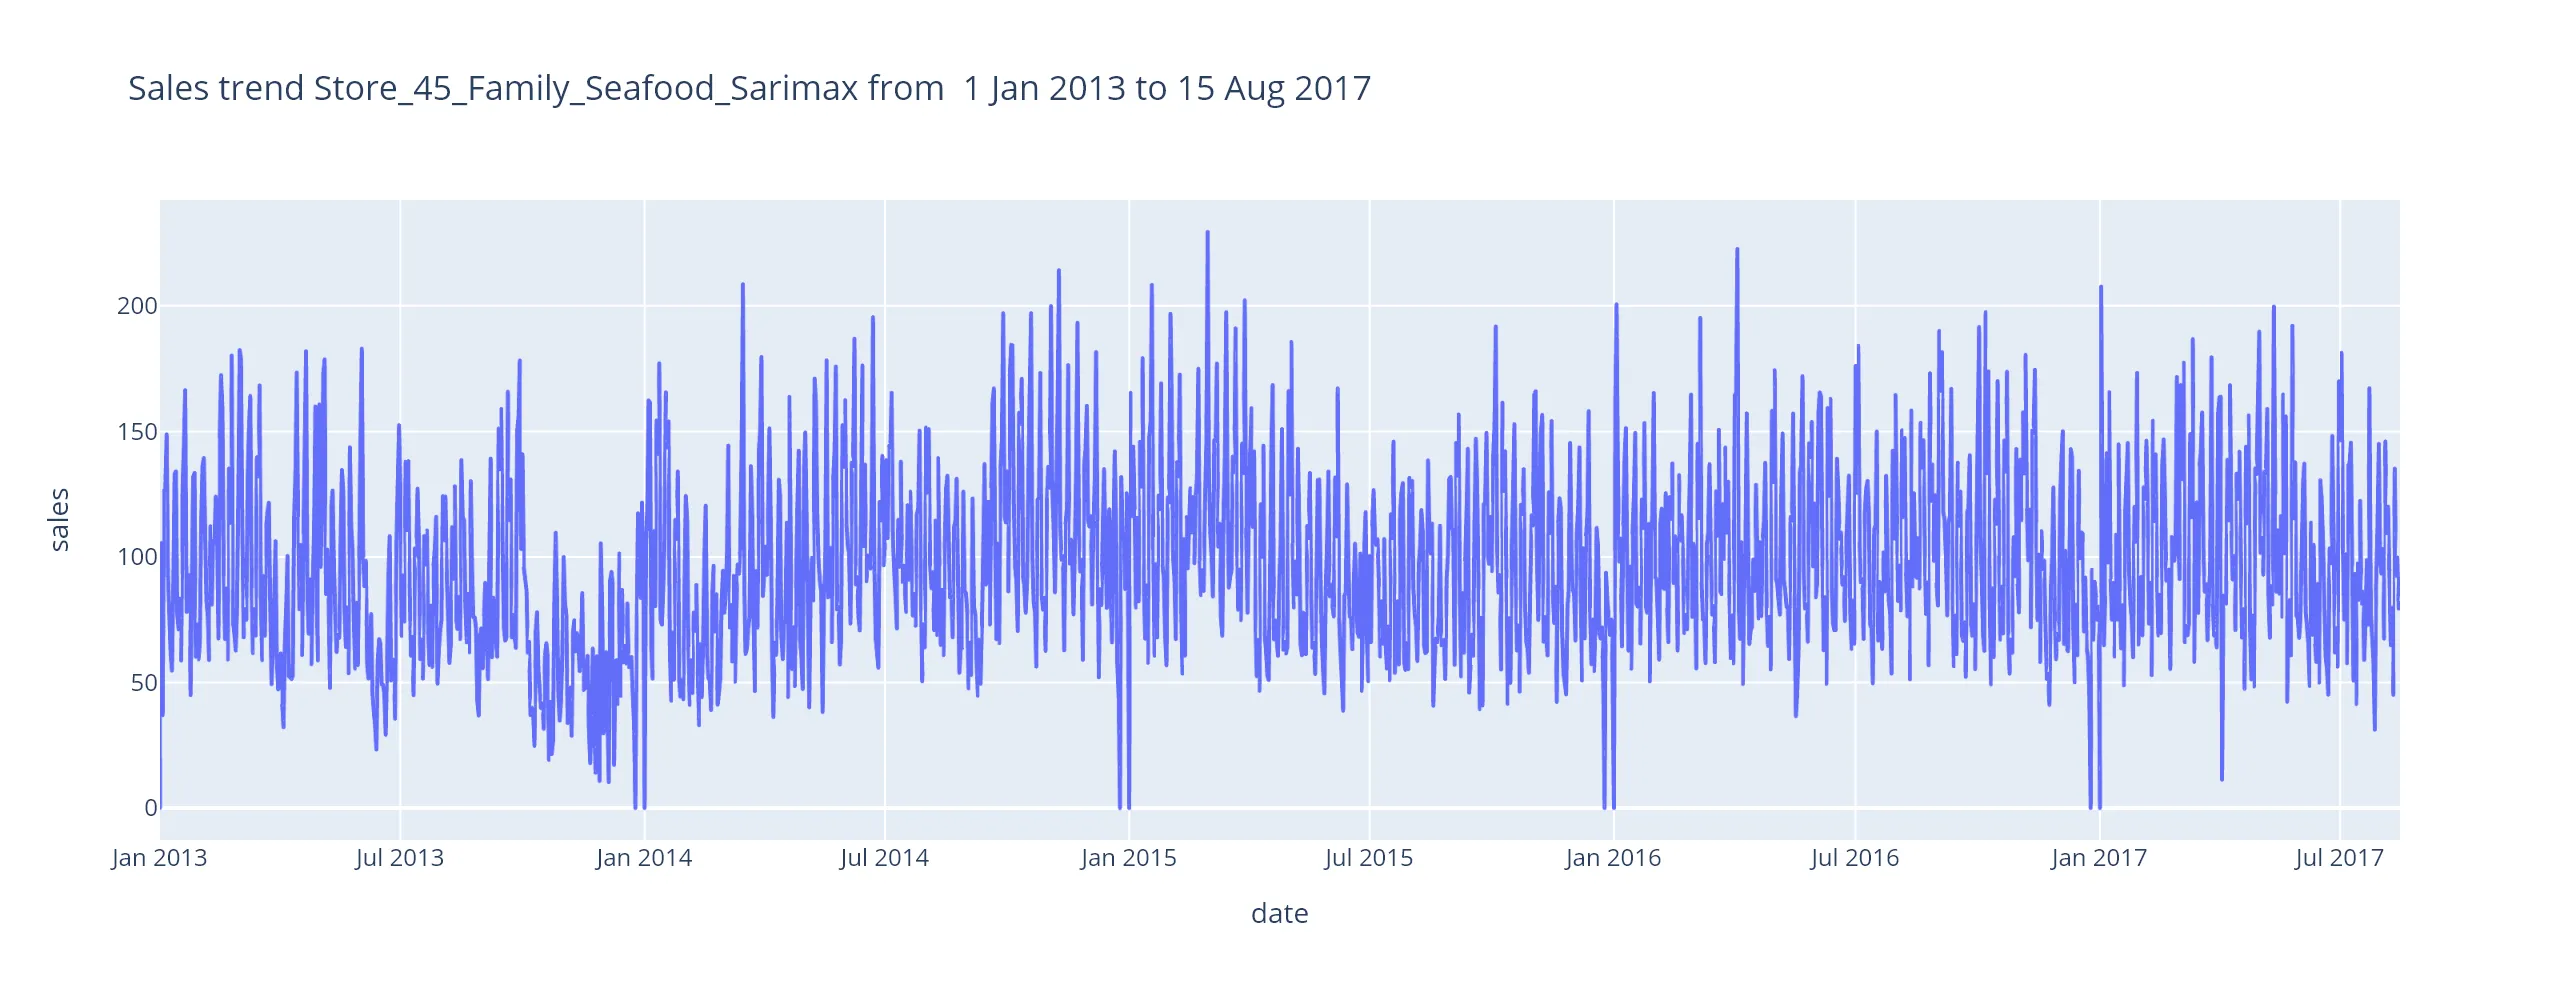 Sales trend Store_45_Family_Seafood_Sarimax from  1 Jan 2013 to 15 Aug 2017
sales
200
150
100
50
0
Jan 2013 Jul 2013 Jan 2014 Jul 2014 Jan 2015 Jul 2015 Jan 2016 Jul 2016 Jan 2017 Jul 2017
date